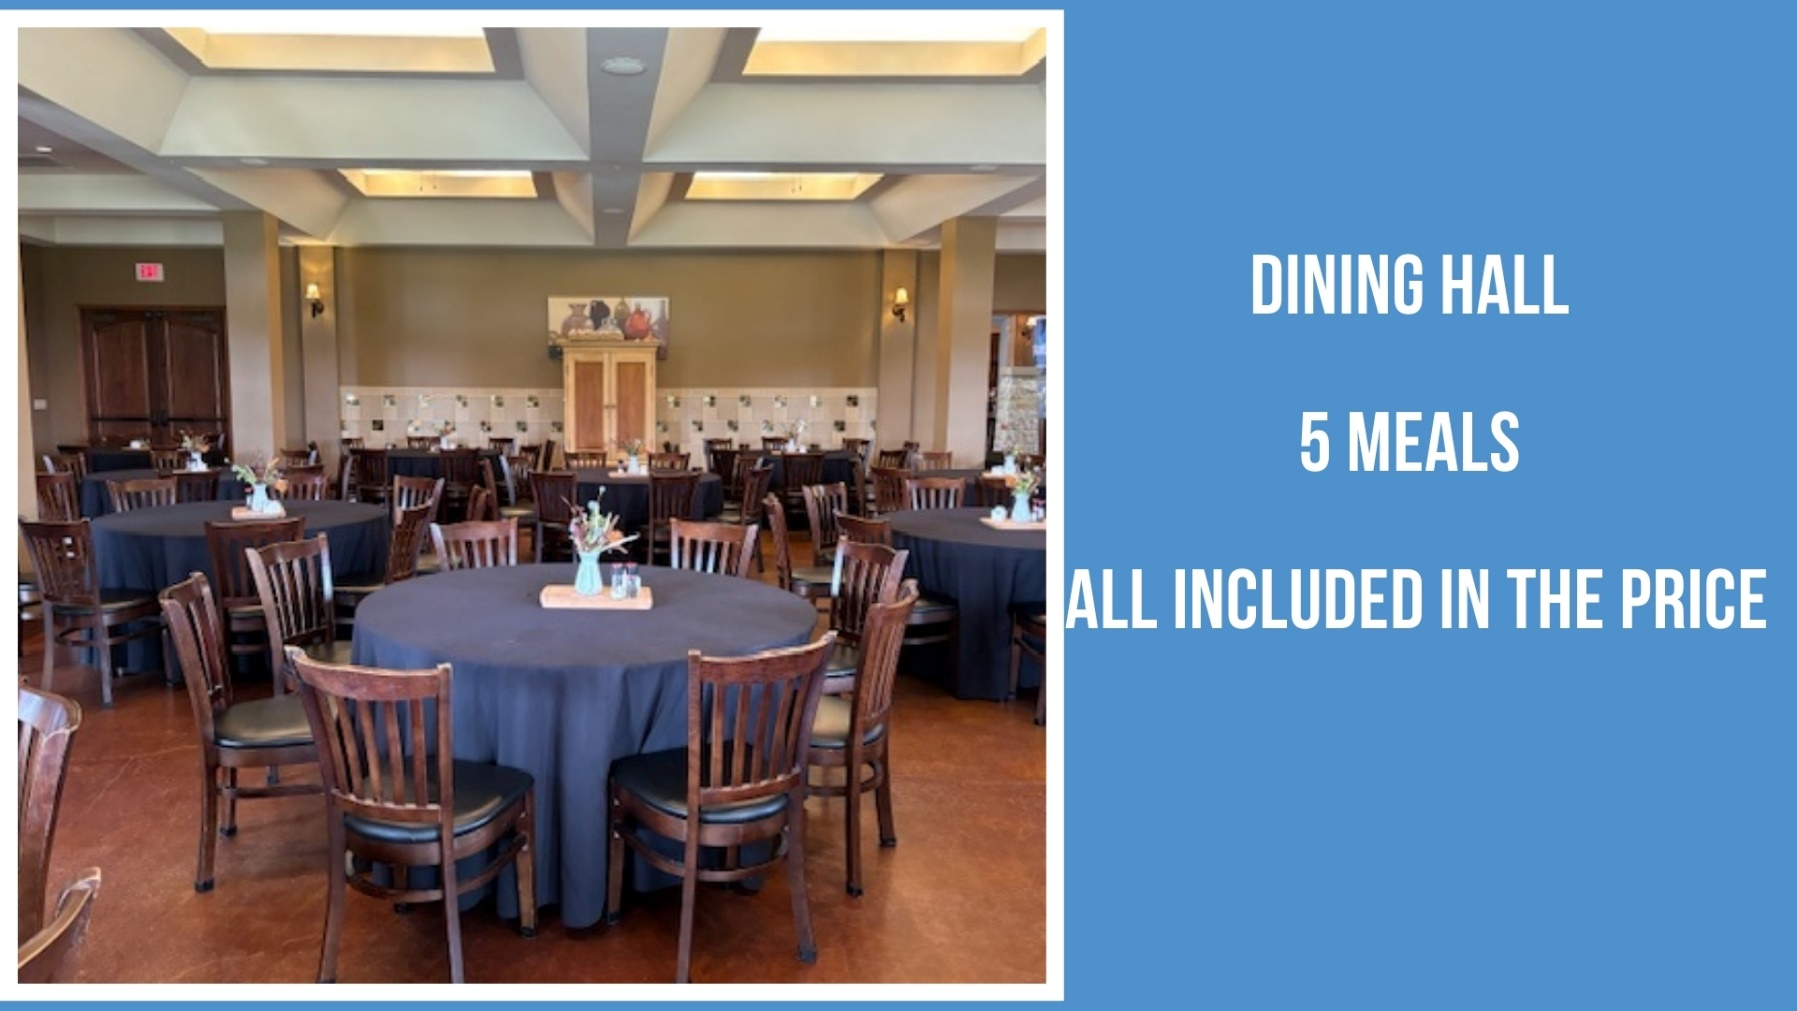 DINING HALL
5 MEALS
ALL INCLUDED IN THE PRICE